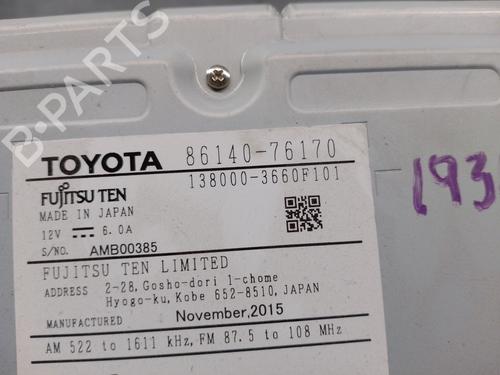 B-PARTS
TOYOTA 86140-76170
FUJITSU TEN 138000-3660F101
MADE IN JAPAN
12V 6.0A
S/NO. AMB00385
FUJITSU TEN LIMITED
ADDRESS 2-28, Gosho-dori 1-chome
Hyogo-ku, Kobe 652-8510, JAPAN
MANUFACTURED November,2015
AM 522 to 1611 kHz, FM 87.5 to 108 MHz
193